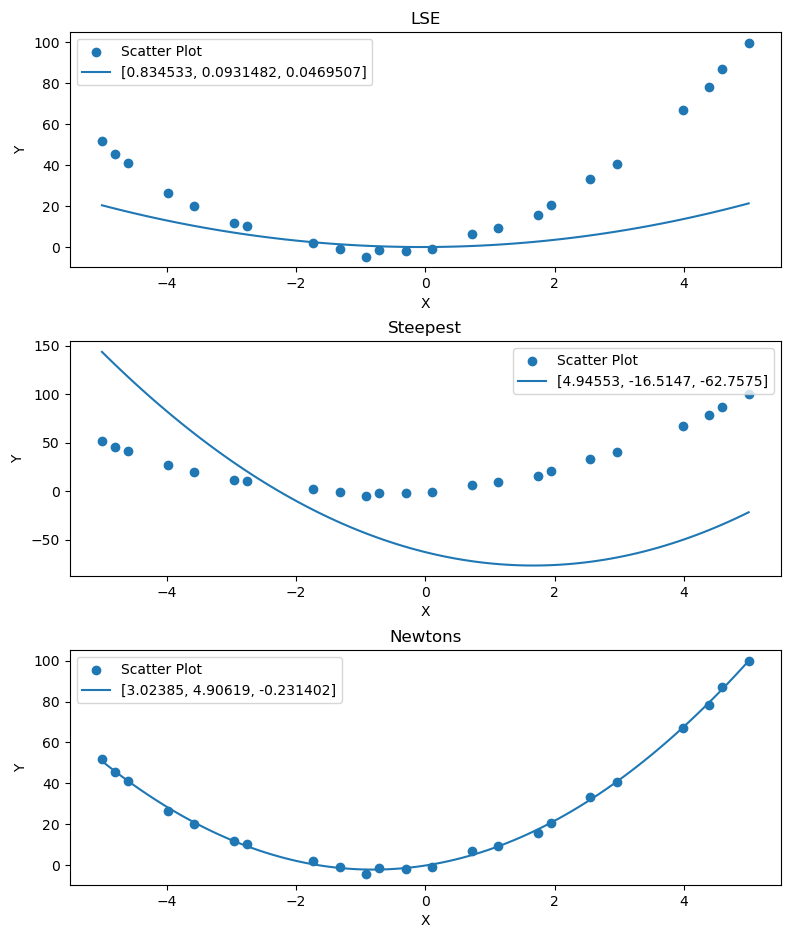 LSE
100
80
60
40
20
0
Y
Scatter Plot
[0.834533, 0.0931482, 0.0469507]
−4
−2
0
2
4
X
Steepest
150
100
50
0
−50
Y
Scatter Plot
[4.94553, -16.5147, -62.7575]
−4
−2
0
2
4
X
Newtons
100
80
60
40
20
0
Y
Scatter Plot
[3.02385, 4.90619, -0.231402]
−4
−2
0
2
4
X